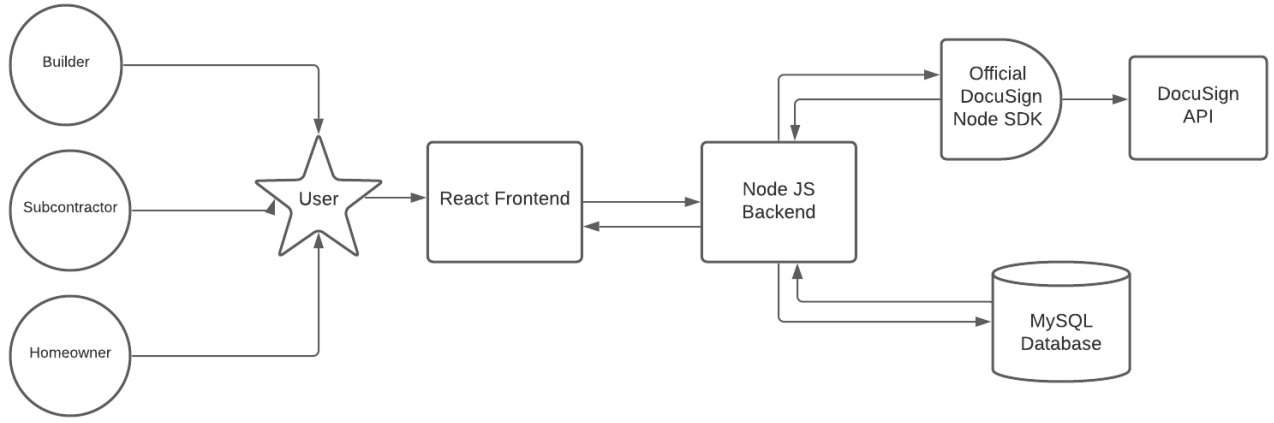 Builder
Subcontractor
Homeowner
User
React Frontend
Node JS
Backend
Official
DocuSign
Node SDK
DocuSign
API
MySQL
Database